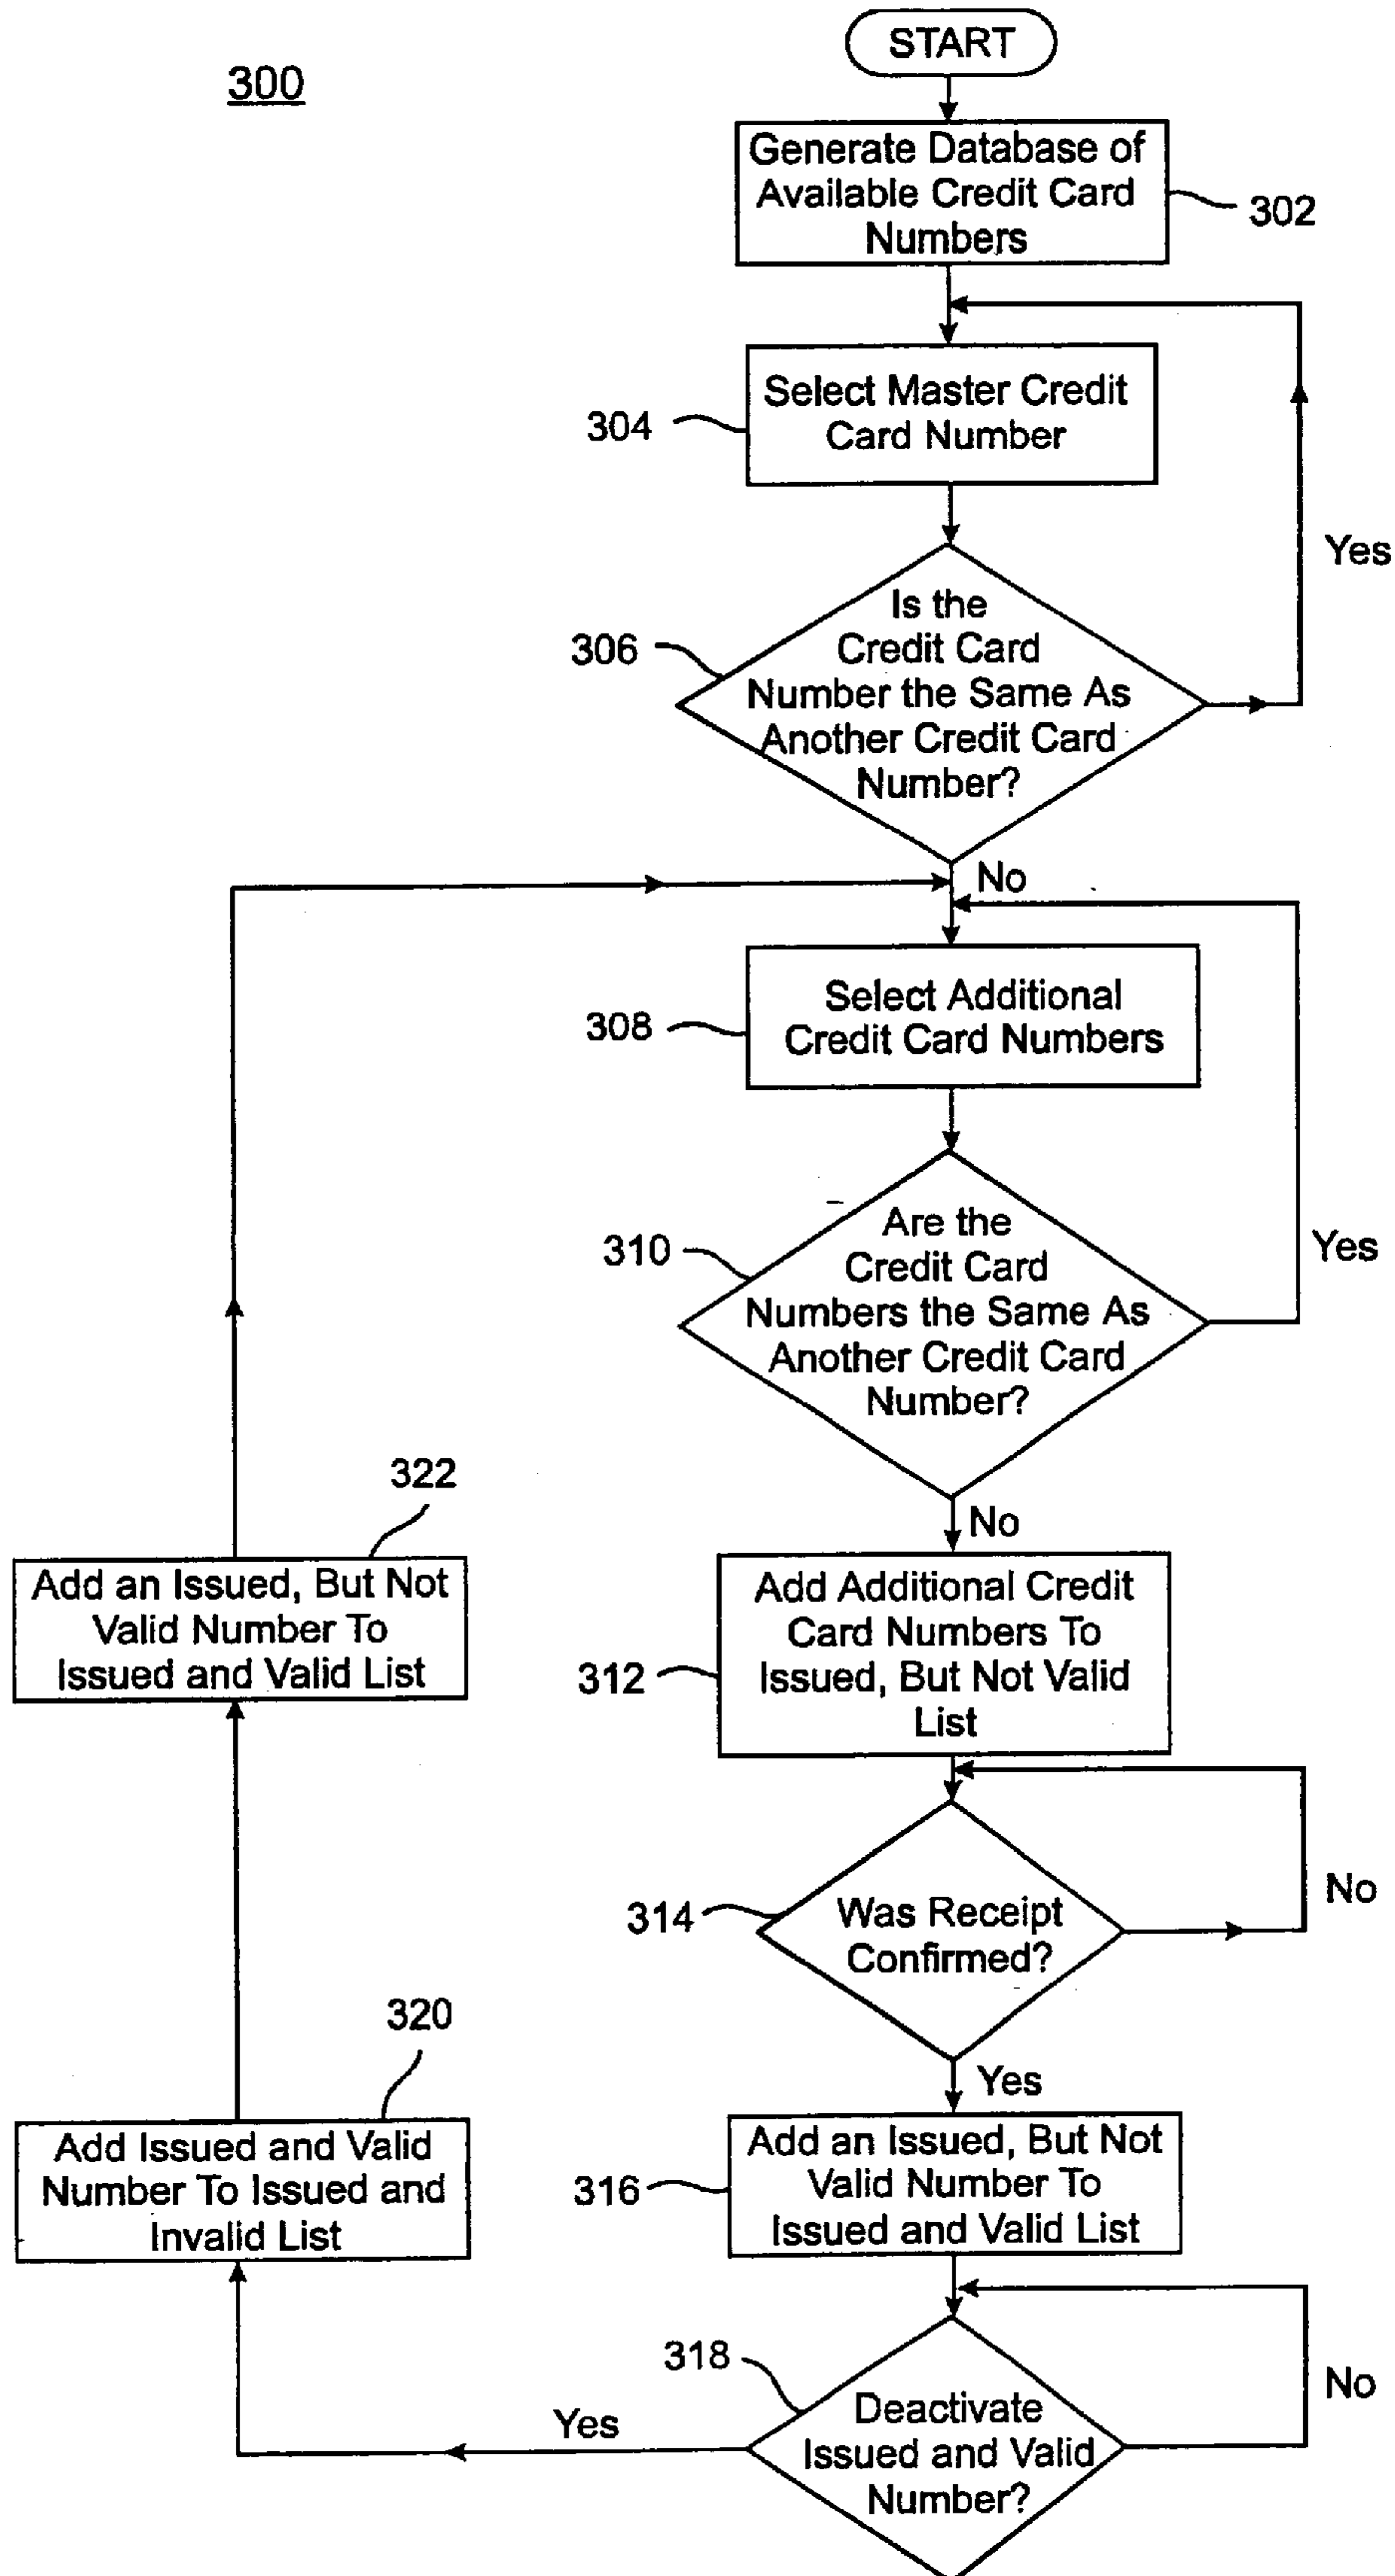 300
START
Generate Database of
Available Credit Card
Numbers
302
Select Master Credit
Card Number
304
Yes
Is the
Credit Card
Number the Same As
Another Credit Card
Number?
306
No
Select Additional
Credit Card Numbers
308
Are the
Credit Card
Numbers the Same As
Another Credit Card
Number?
310
Yes
No
Add Additional Credit
Card Numbers To
Issued, But Not Valid
List
312
Was Receipt
Confirmed?
314
No
Yes
Add an Issued, But Not
Valid Number To
Issued and Valid List
316
Deactivate
Issued and Valid
Number?
318
No
Yes
320
Add Issued and Valid
Number To Issued and
Invalid List
322
Add an Issued, But Not
Valid Number To
Issued and Valid List